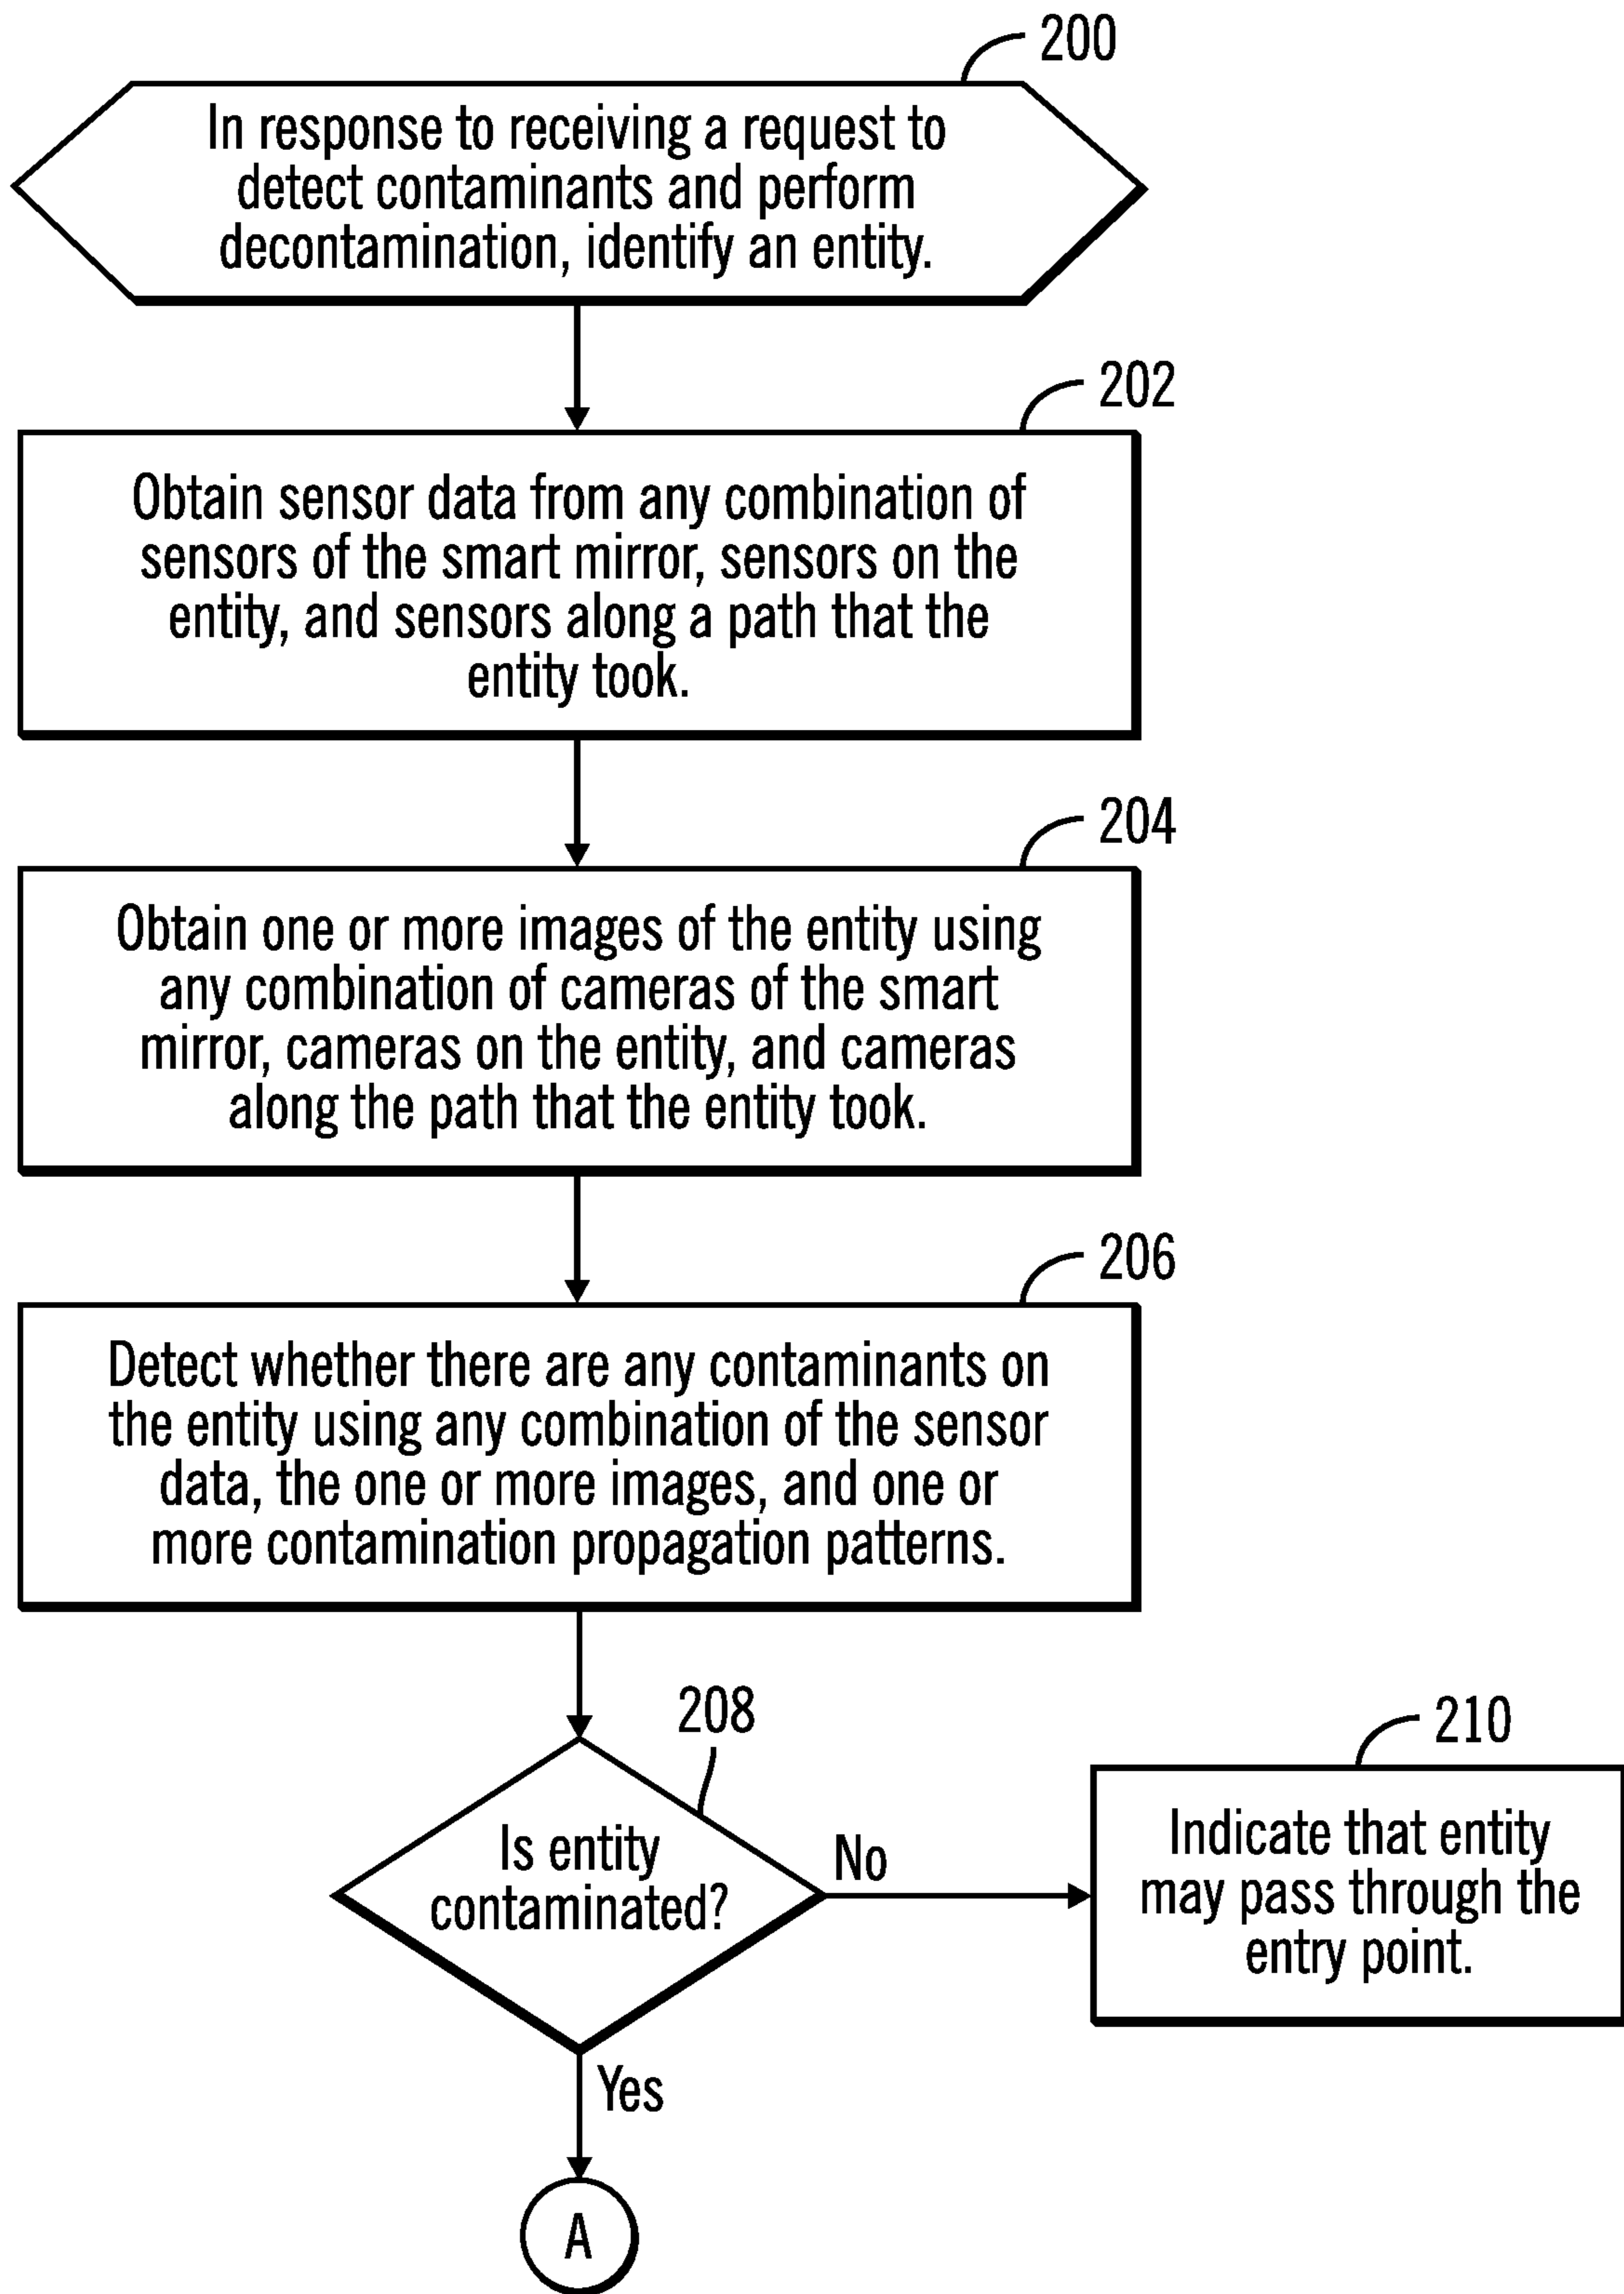 200
In response to receiving a request to
detect contaminants and perform
decontamination, identify an entity.
202
Obtain sensor data from any combination of
sensors of the smart mirror, sensors on the
entity, and sensors along a path that the
entity took.
204
Obtain one or more images of the entity using
any combination of cameras of the smart
mirror, cameras on the entity, and cameras
along the path that the entity took.
206
Detect whether there are any contaminants on
the entity using any combination of the sensor
data, the one or more images, and one or
more contamination propagation patterns.
208
Is entity
contaminated?
No
210
Indicate that entity
may pass through the
entry point.
Yes
A